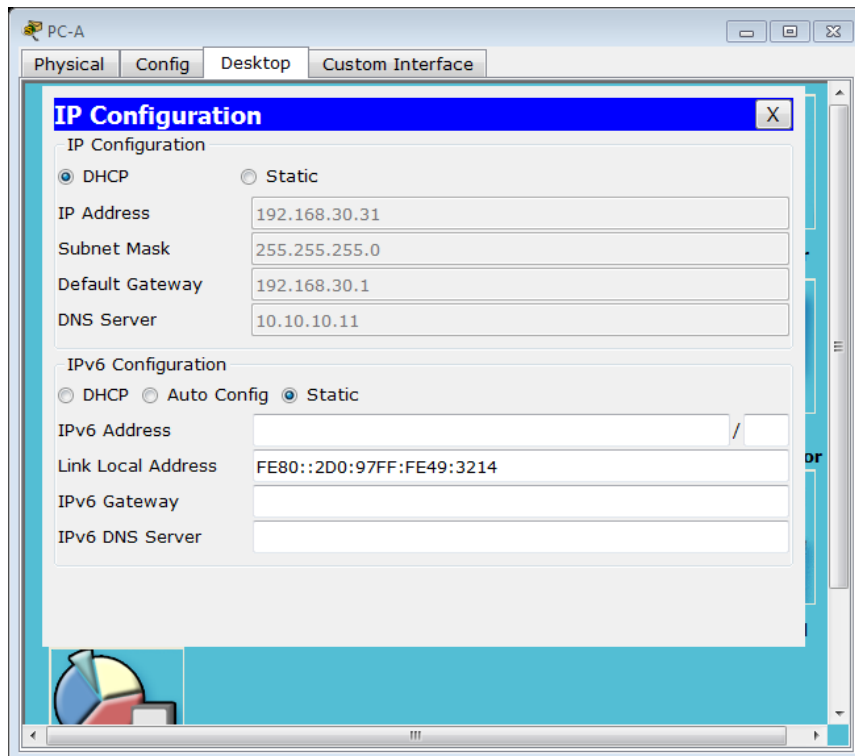 PC-A
Physical Config Desktop Custom Interface
IP Configuration X
IP Configuration
DHCP Static
IP Address 192.168.30.31
Subnet Mask 255.255.255.0
Default Gateway 192.168.30.1
DNS Server 10.10.10.11
IPv6 Configuration
DHCP Auto Config Static
IPv6 Address /
Link Local Address FE80::2D0:97FF:FE49:3214
IPv6 Gateway
IPv6 DNS Server
or